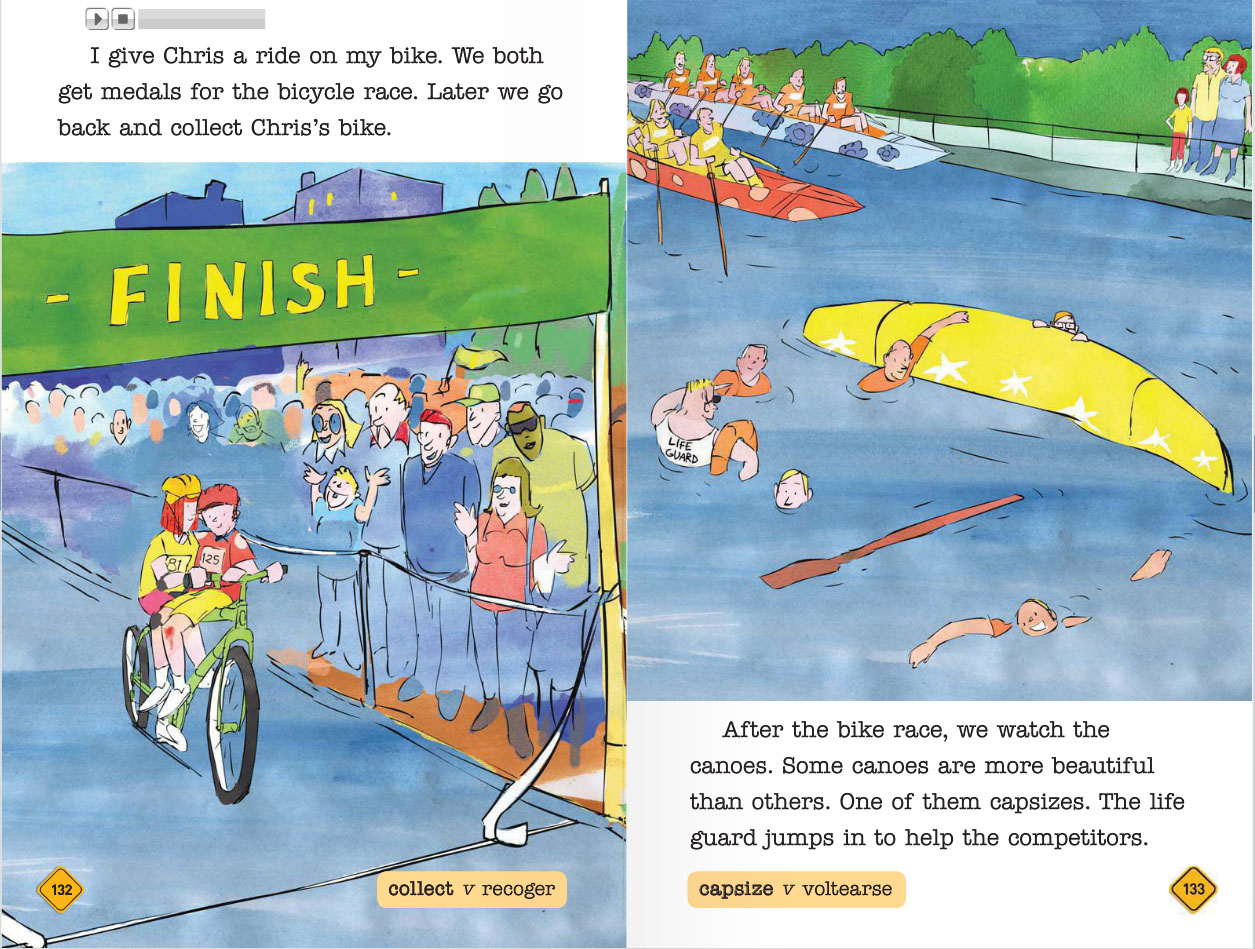 I give Chris a ride on my bike. We both
get medals for the bicycle race. Later we go
back and collect Chris's bike.
- FINISH -
81
125
132
collect v recoger
LIFE
GUARD
After the bike race, we watch the
canoes. Some canoes are more beautiful
than others. One of them capsizes. The life
guard jumps in to help the competitors.
capsize v voltearse
133